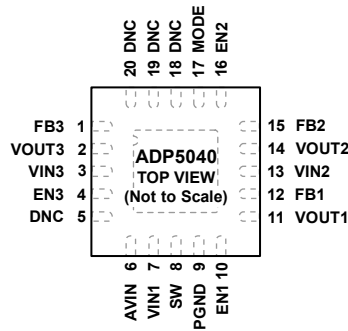 20 DNC
19 DNC
18 DNC
17 MODE
16 EN2
FB3 1
VOUT3 2
VIN3 3
EN3 4
DNC 5
ADP5040
TOP VIEW
(Not to Scale)
15 FB2
14 VOUT2
13 VIN2
12 FB1
11 VOUT1
AVIN 6
VIN1 7
SW 8
PGND 9
EN1 10